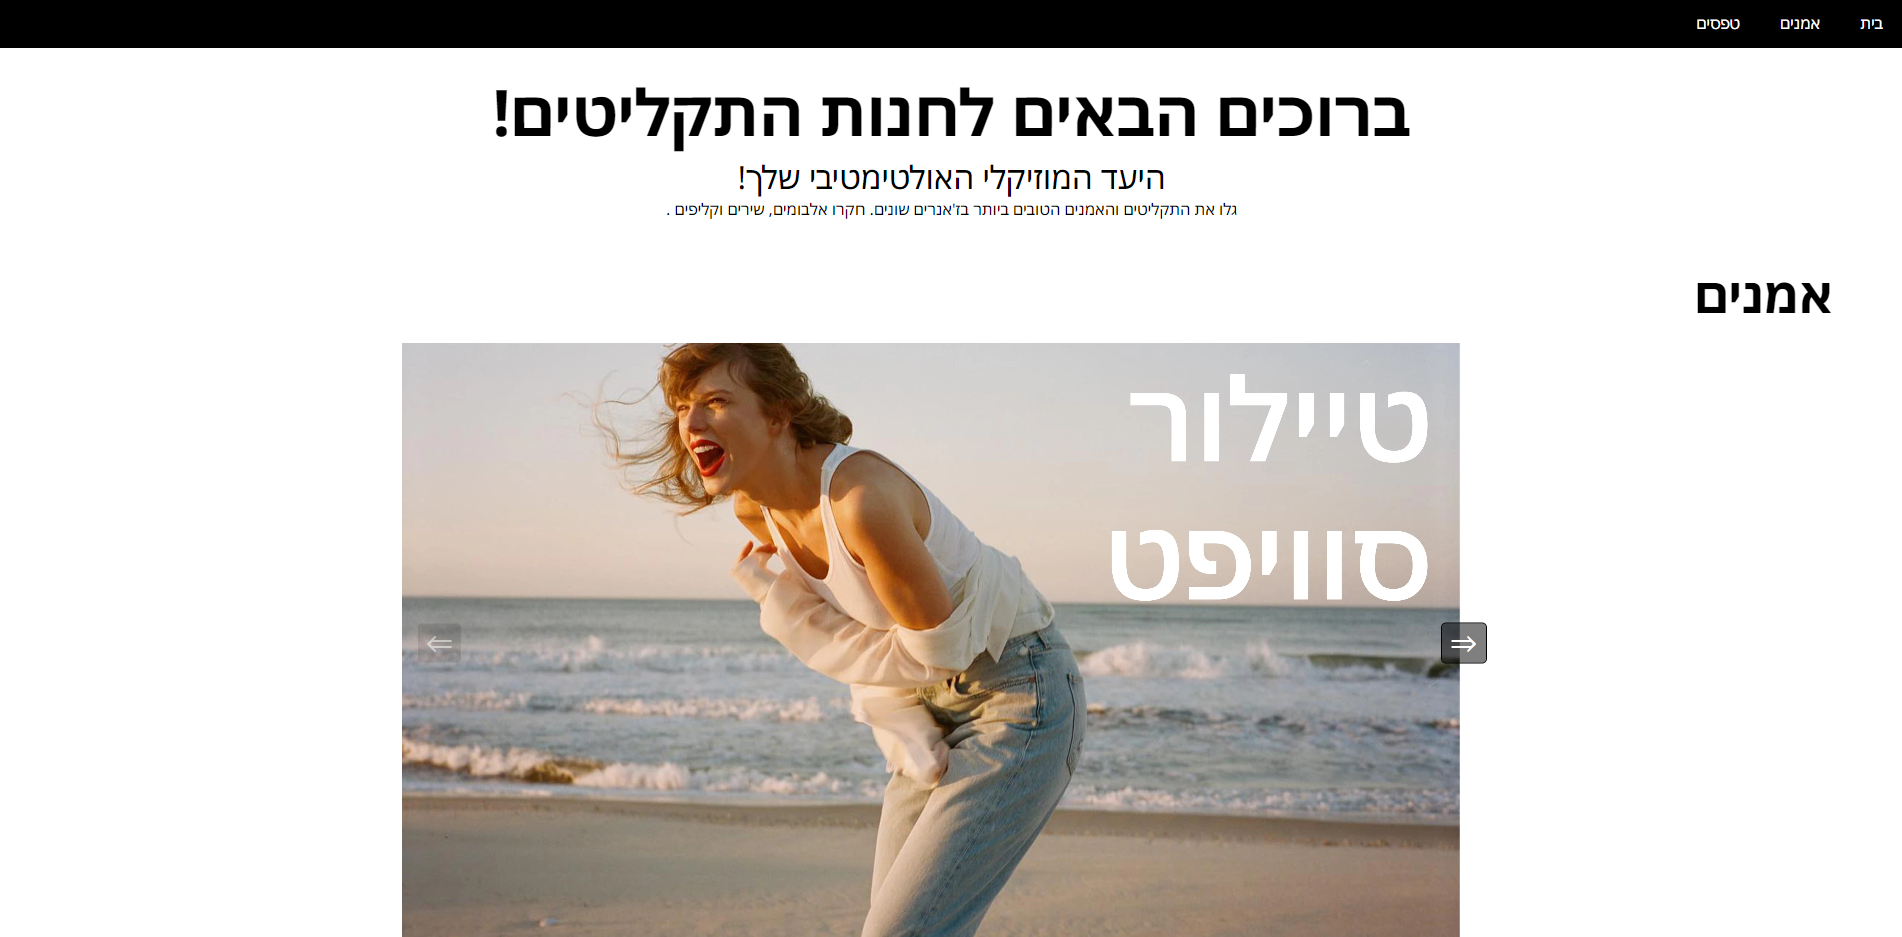 בית אמנים טפסים
ברוכים הבאים לחנות התקליטים!
היעד המוזיקלי האולטימטיבי שלך!
גלו את התקליטים והאמנים הטובים ביותר בז'אנרים שונים. חקרו אלבומים, שירים וקליפים .
אמנים
טיילור
סוויפט